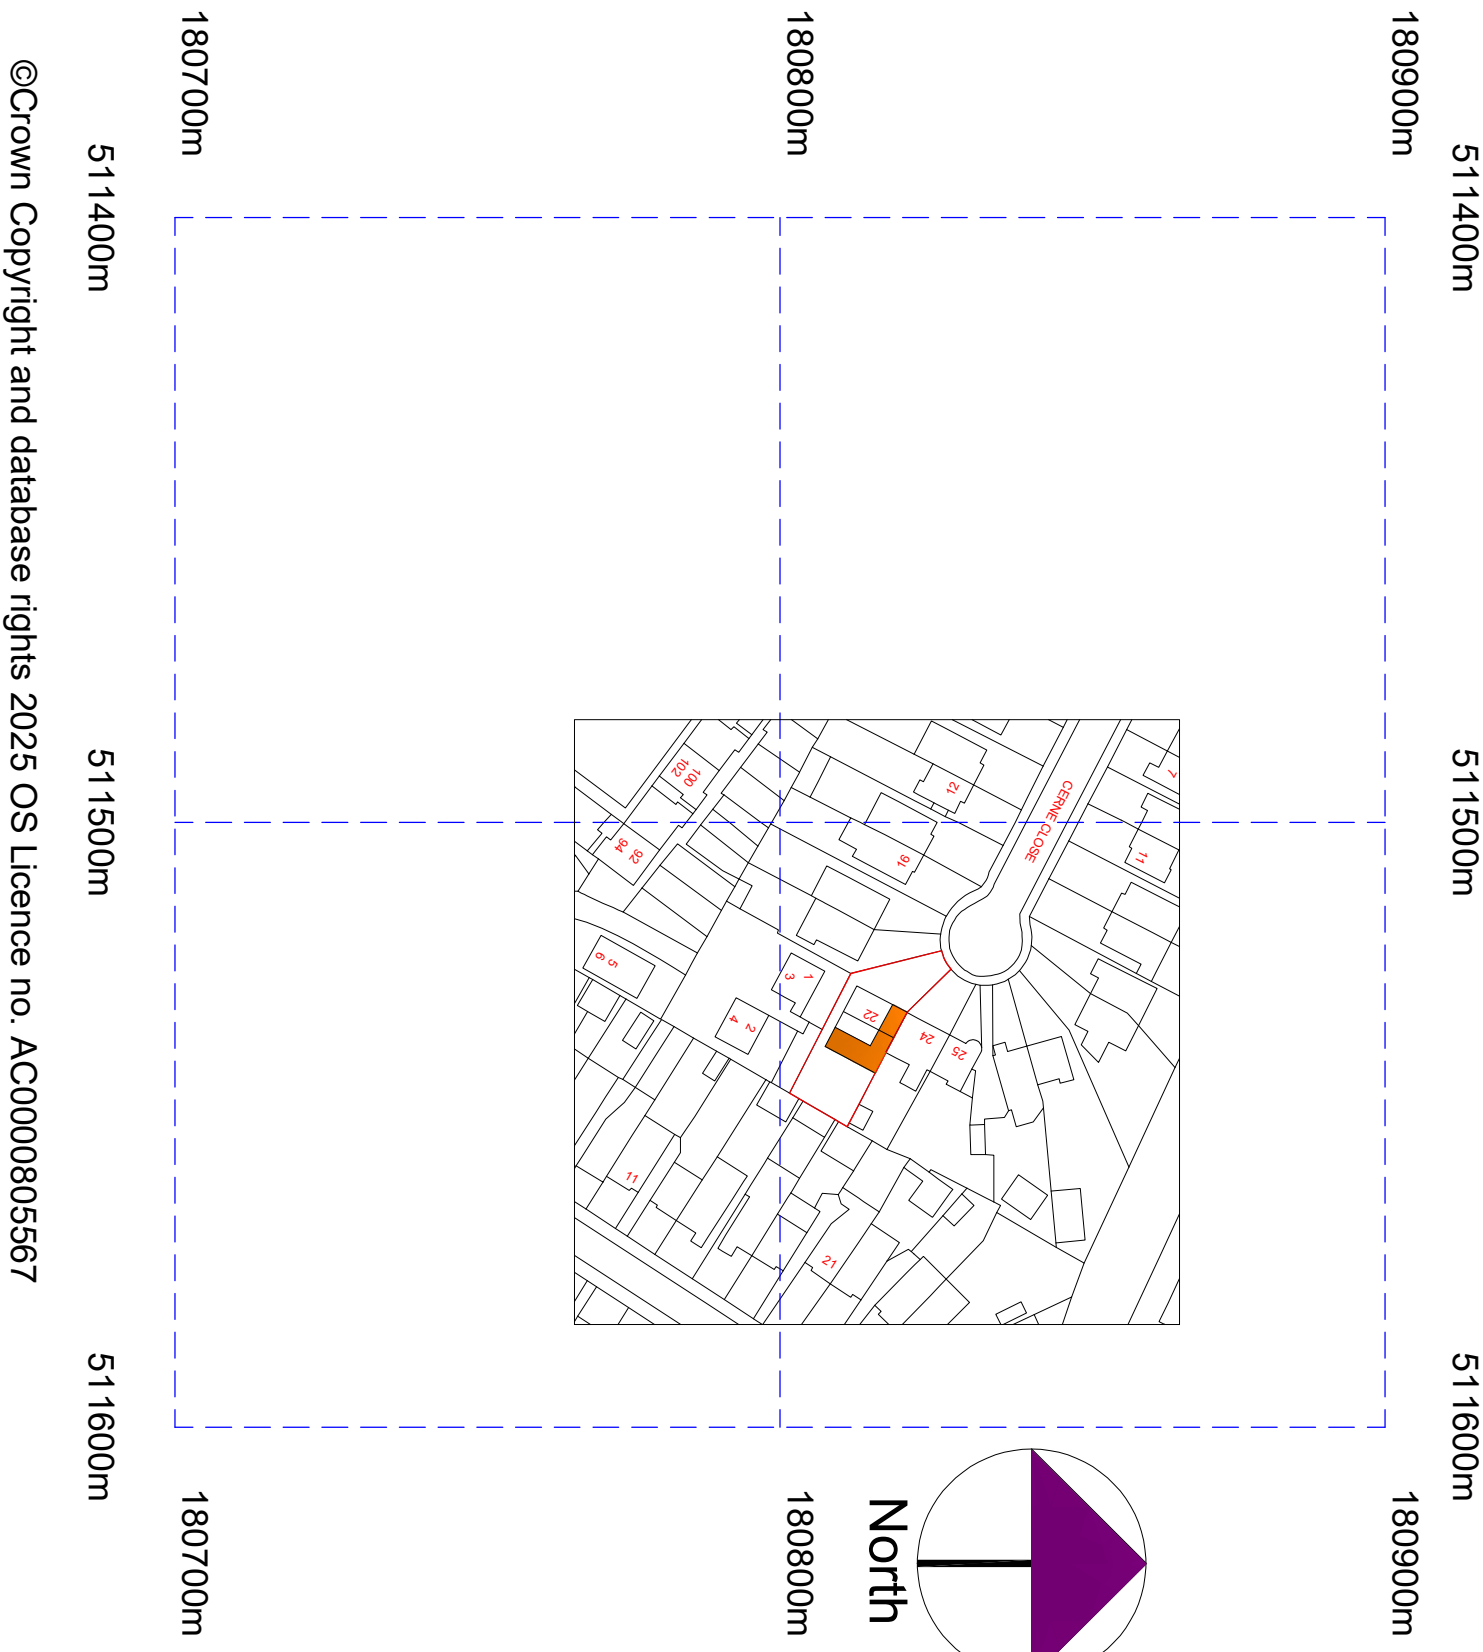 180900m
180900m
511400m
511500m
511600m
7
11
CERNE CLOSE
12
16
25
24
22
180800m
180800m
21
1
3
2
4
100
102
92
94
5
6
11
North
180700m
180700m
511400m
511500m
511600m
©Crown Copyright and database rights 2025 OS Licence no. AC0000805567